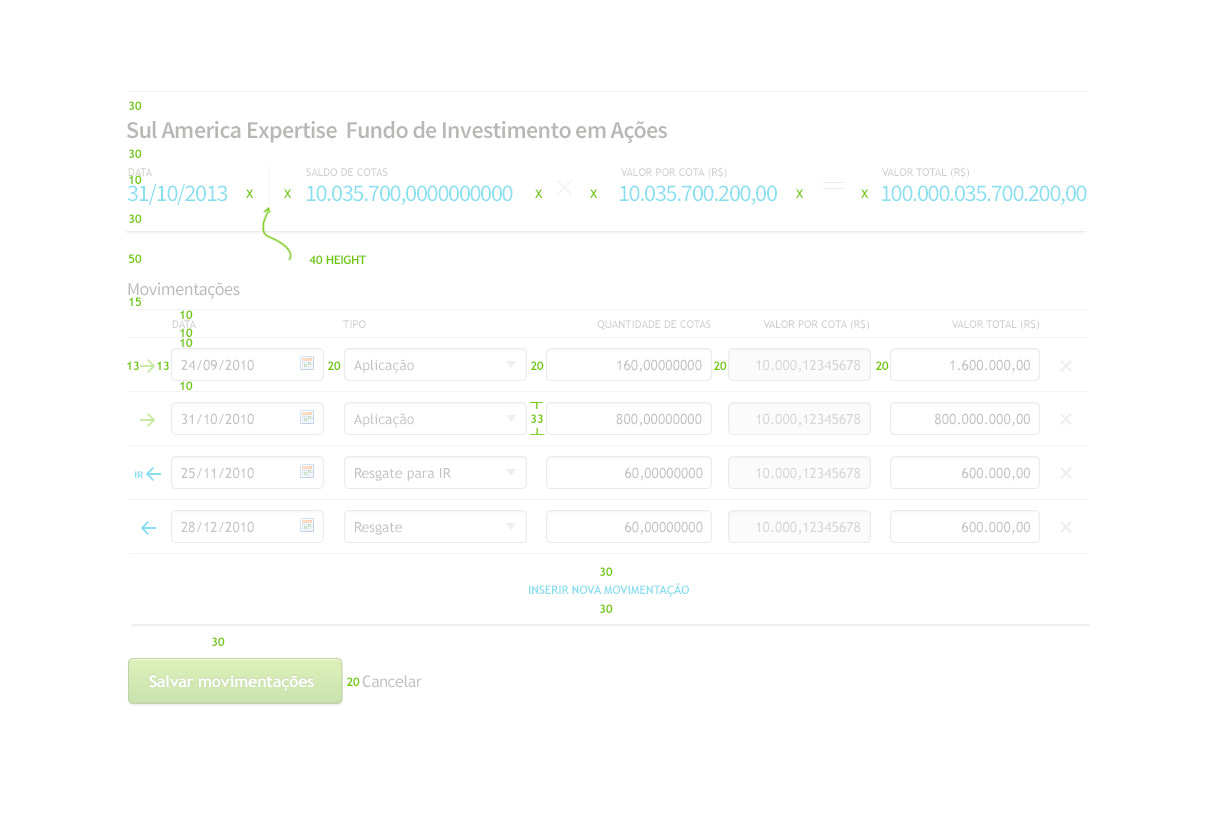 30
Sul America Expertise Fundo de Investimento em Ações
30
DATA SALDO DE COTAS VALOR POR COTA (R$) VALOR TOTAL (R$)
10
31/10/2013 x x 10.035.700,0000000000 x x 10.035.700.200,00 x x 100.000.035.700.200,00
30
50 40 HEIGHT
Movimentações
15
10
DATA TIPO QUANTIDADE DE COTAS VALOR POR COTA (R$) VALOR TOTAL (R$)
10
10
13 13 24/09/2010 20 Aplicação 20 160,00000000 20 10.000,12345678 20 1.600.000,00
10
31/10/2010 Aplicação 33 800,00000000 10.000,12345678 800.000.000,00
IR 25/11/2010 Resgate para IR 60,00000000 10.000,12345678 600.000,00
28/12/2010 Resgate 60,00000000 10.000,12345678 600.000,00
30
INSERIR NOVA MOVIMENTAÇÃO
30
30
Salvar movimentações 20 Cancelar